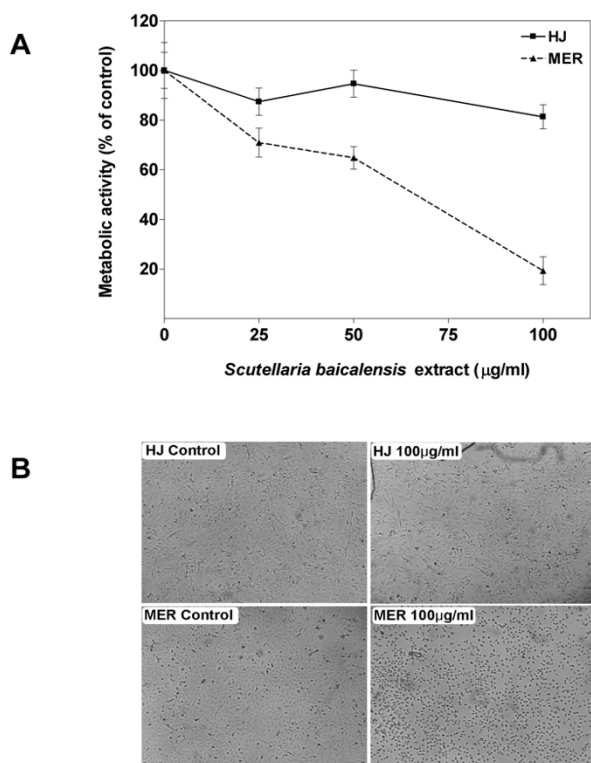 A
Metabolic activity (% of control)
120
100
80
60
40
20
0
25
50
75
100
HJ
MER
Scutellaria baicalensis extract (μg/ml)
B
HJ Control
HJ 100μg/ml
MER Control
MER 100μg/ml